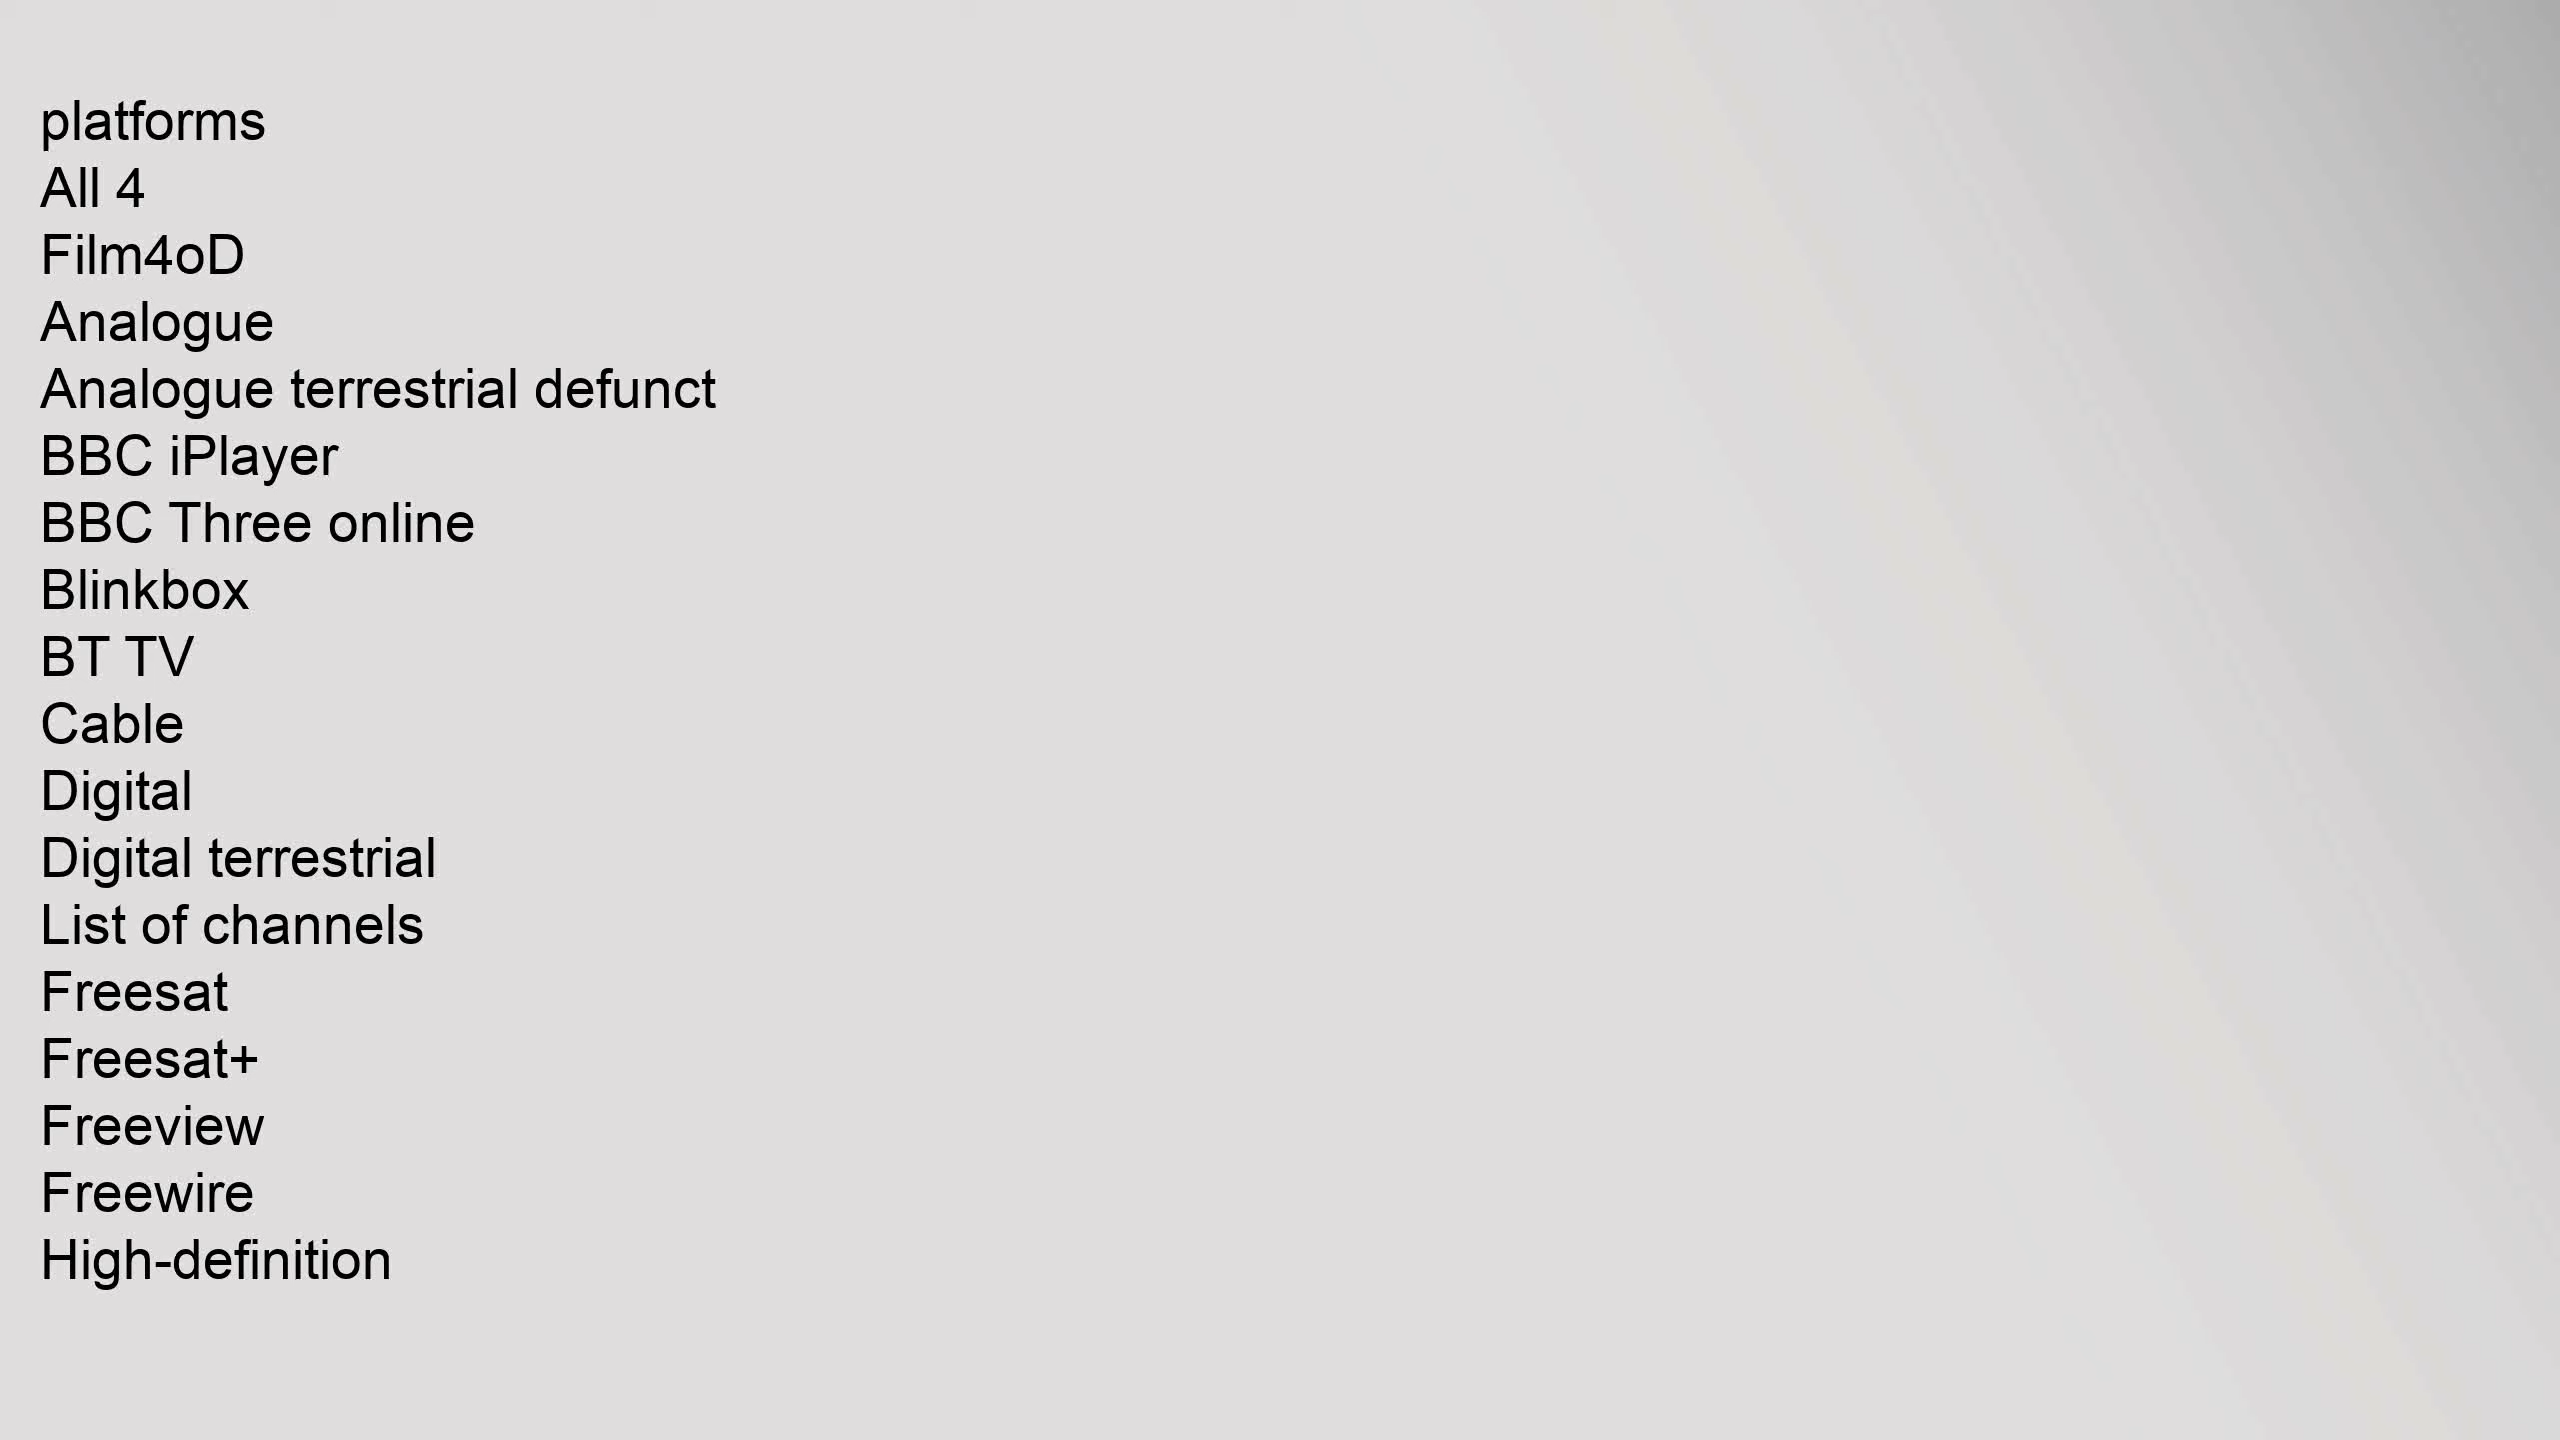 platforms
All 4
Film4oD
Analogue
Analogue terrestrial defunct
BBC iPlayer
BBC Three online
Blinkbox
BT TV
Cable
Digital
Digital terrestrial
List of channels
Freesat
Freesat+
Freeview
Freewire
High-definition